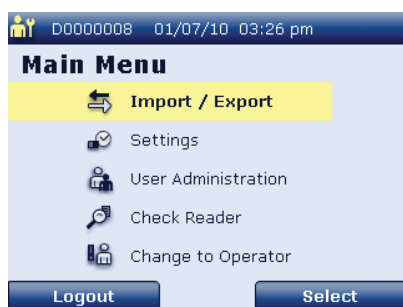 D0000008 01/07/10 03:26 pm
Main Menu
Import / Export
Settings
User Administration
Check Reader
Change to Operator
Logout Select